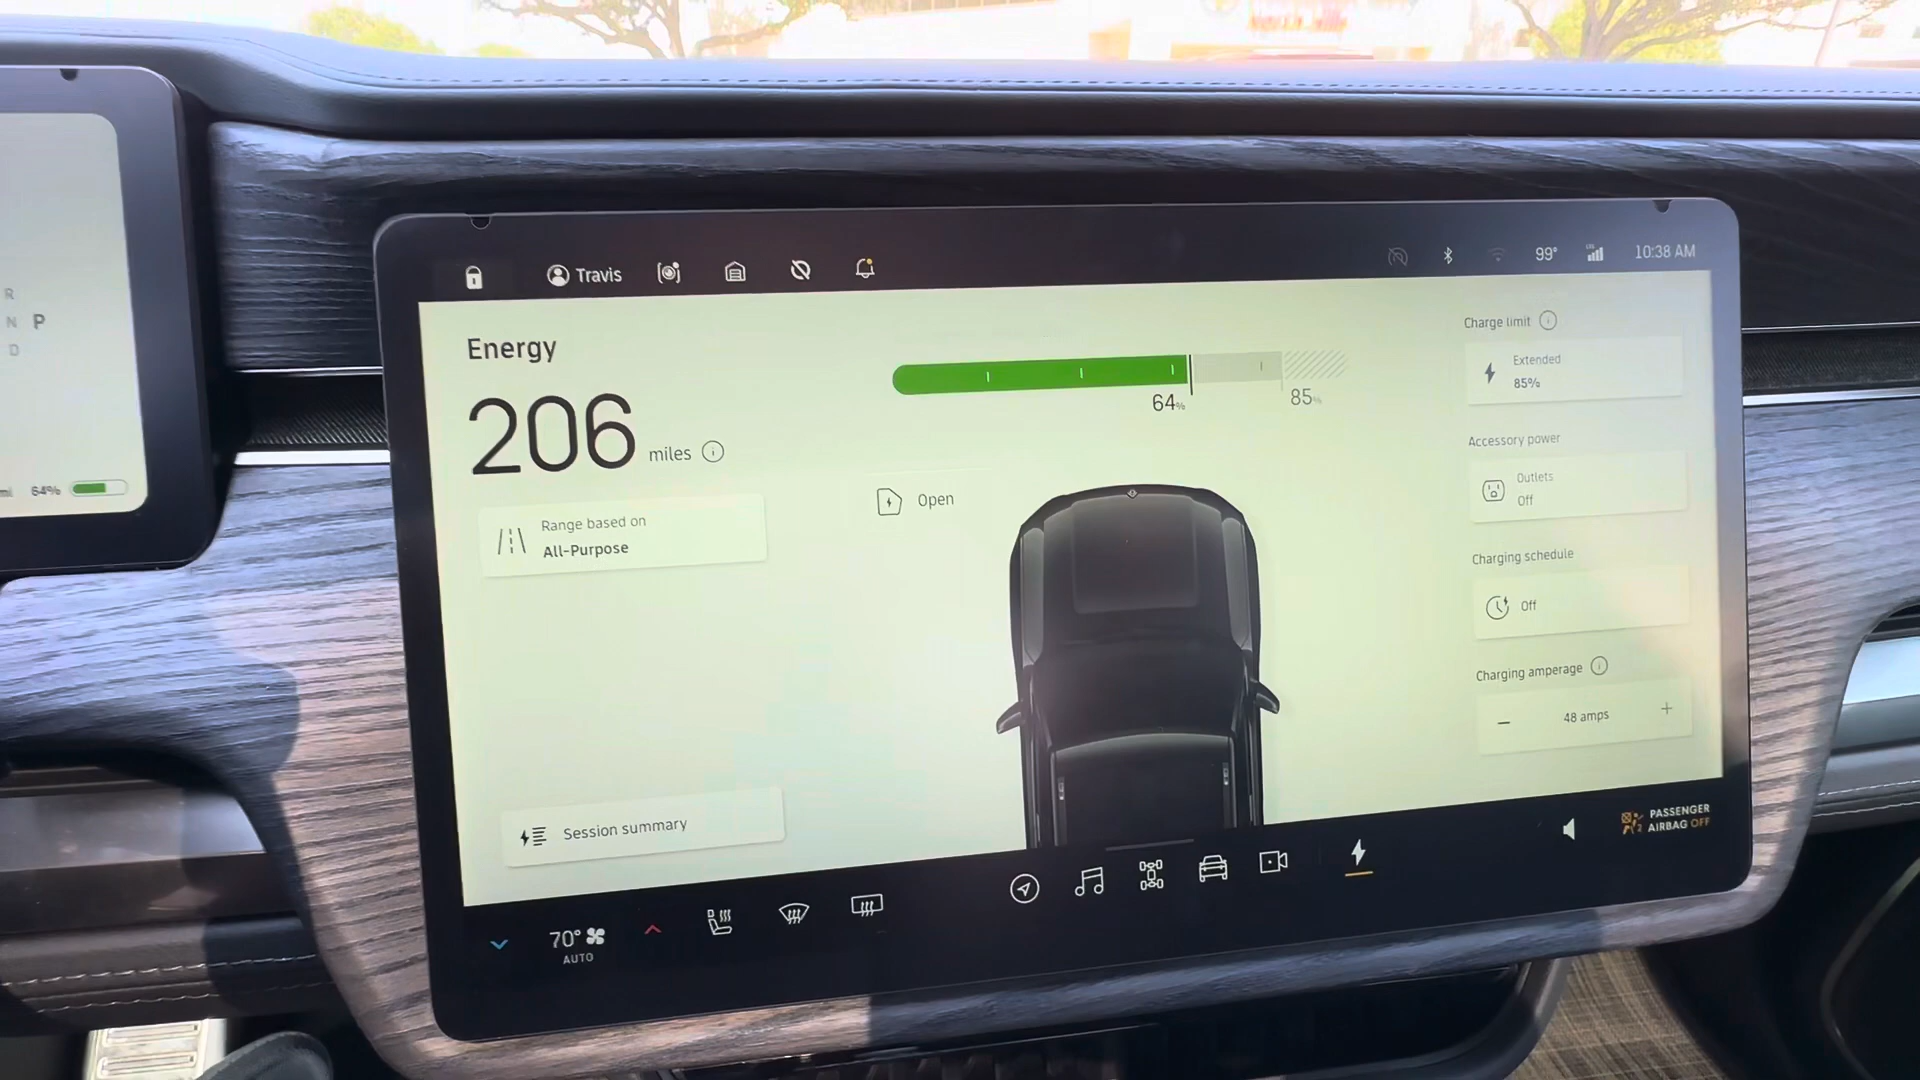 R
N P
D
mi 64%
Travis
99°
LTE
10:38 AM
Energy
206 miles
Range based on
All-Purpose
Session summary
64%
85%
Open
Charge limit
Extended
85%
Accessory power
Outlets
Off
Charging schedule
Off
Charging amperage
48 amps
70°
AUTO
PASSENGER
AIRBAG OFF